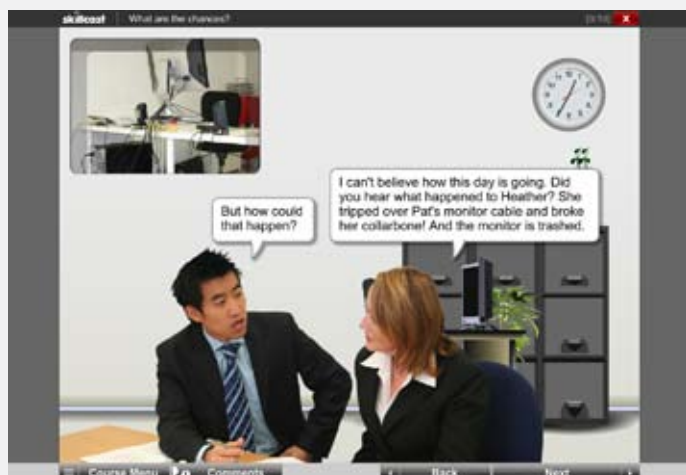 skillcast
What are the chances?
X
I can't believe how this day is going. Did
you hear what happened to Heather? She
tripped over Pat's monitor cable and broke
her collarbone! And the monitor is trashed.
But how could
that happen?
Course Menu
Comments
Back
Next